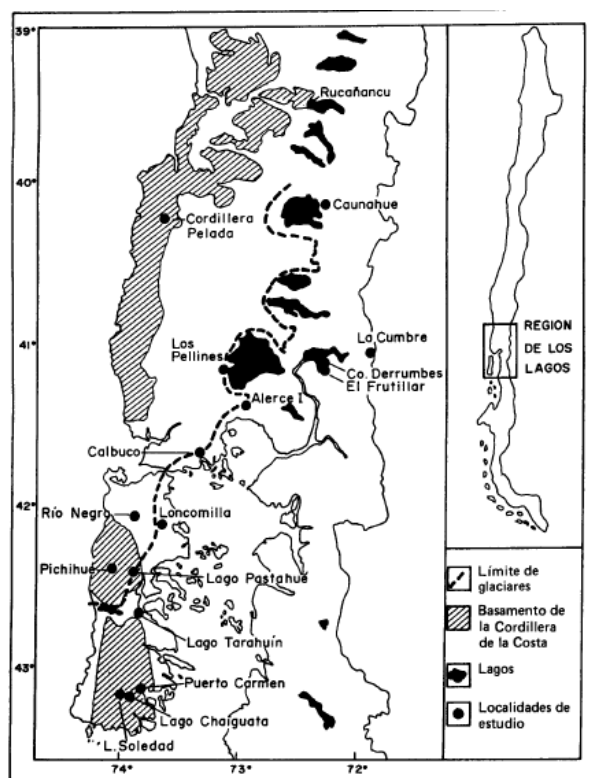 39°
40°
41°
42°
43°
74°
73°
72°
Rucañancu
Caunahue
Cordillera
Pelada
La Cumbre
Los
Pellines
Co. Derrumbes
El Frutillar
Alerce I
Calbuco
Río Negro
Loncomilla
Pichihue
Lago Pastahue
Lago Tarahuín
Puerto Carmen
Lago Chaiguata
L. Soledad
REGION
DE LOS
LAGOS
Límite de
glaciares
Basamento de
la Cordillera
de la Costa
Lagos
Localidades de
estudio